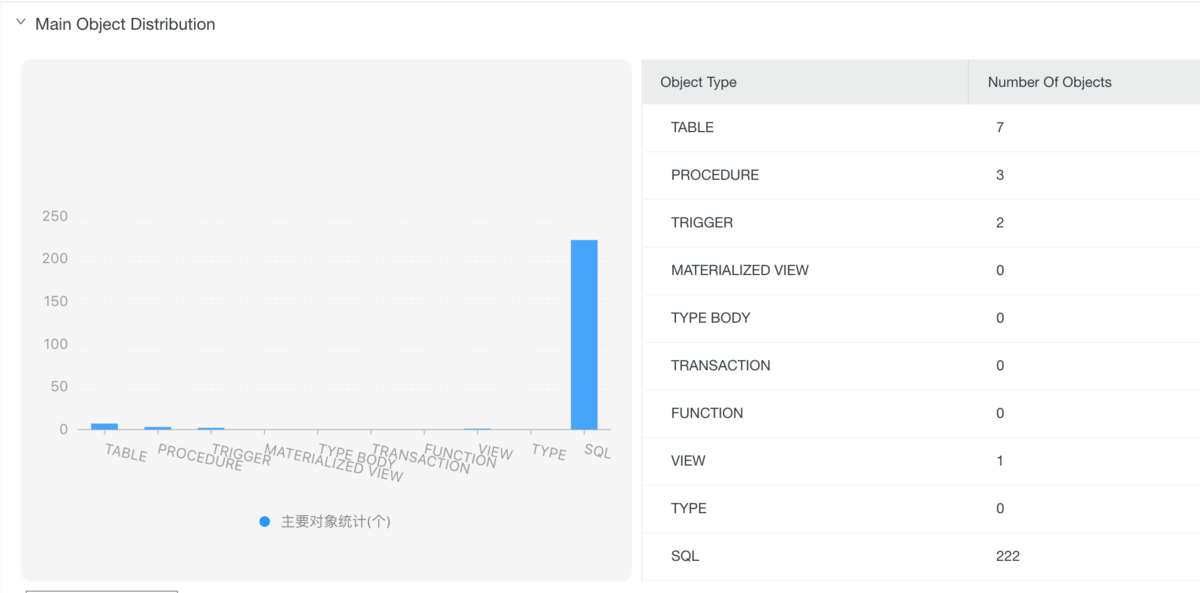 Main Object Distribution
250
200
150
100
50
0
TABLE
PROCEDURE
TRIGGER
MATERIALIZED VIEW
TYPE BODY
TRANSACTION
FUNCTION
VIEW
TYPE
SQL
主要对象统计(个)
Object Type Number Of Objects
TABLE 7
PROCEDURE 3
TRIGGER 2
MATERIALIZED VIEW 0
TYPE BODY 0
TRANSACTION 0
FUNCTION 0
VIEW 1
TYPE 0
SQL 222